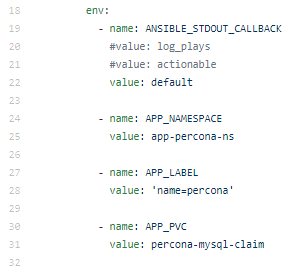 18 env:
19 - name: ANSIBLE_STDOUT_CALLBACK
20 #value: log_plays
21 #value: actionable
22 value: default
23
24 - name: APP_NAMESPACE
25 value: app-percona-ns
26
27 - name: APP_LABEL
28 value: 'name=percona'
29
30 - name: APP_PVC
31 value: percona-mysql-claim
32